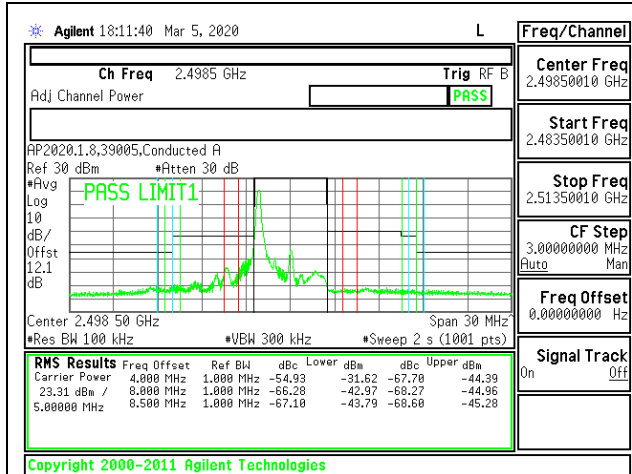 Agilent 18:11:40 Mar 5, 2020 L
Ch Freq 2.4985 GHz Trig RF B
Adj Channel Power PASS
AP2020.1.8,39005,Conducted A
Ref 30 dBm #Atten 30 dB
#Avg
Log
10
dB/
Offst
12.1
dB
PASS LIMIT1
Center 2.498 50 GHz Span 30 MHz^
#Res BW 100 kHz #VBW 300 kHz #Sweep 2 s (1001 pts)
RMS Results Freq Offset Ref BW dBc Lower dBm dBc Upper dBm
Carrier Power 4.000 MHz 1.000 MHz -54.93 -31.62 -67.70 -44.39
23.31 dBm / 8.000 MHz 1.000 MHz -66.28 -42.97 -68.27 -44.96
5.00000 MHz 8.500 MHz 1.000 MHz -67.10 -43.79 -68.60 -45.28
Copyright 2000-2011 Agilent Technologies
Freq/Channel
Center Freq
2.49850010 GHz
Start Freq
2.48350010 GHz
Stop Freq
2.51350010 GHz
CF Step
3.00000000 MHz
Auto Man
Freq Offset
0.00000000 Hz
Signal Track
On Off